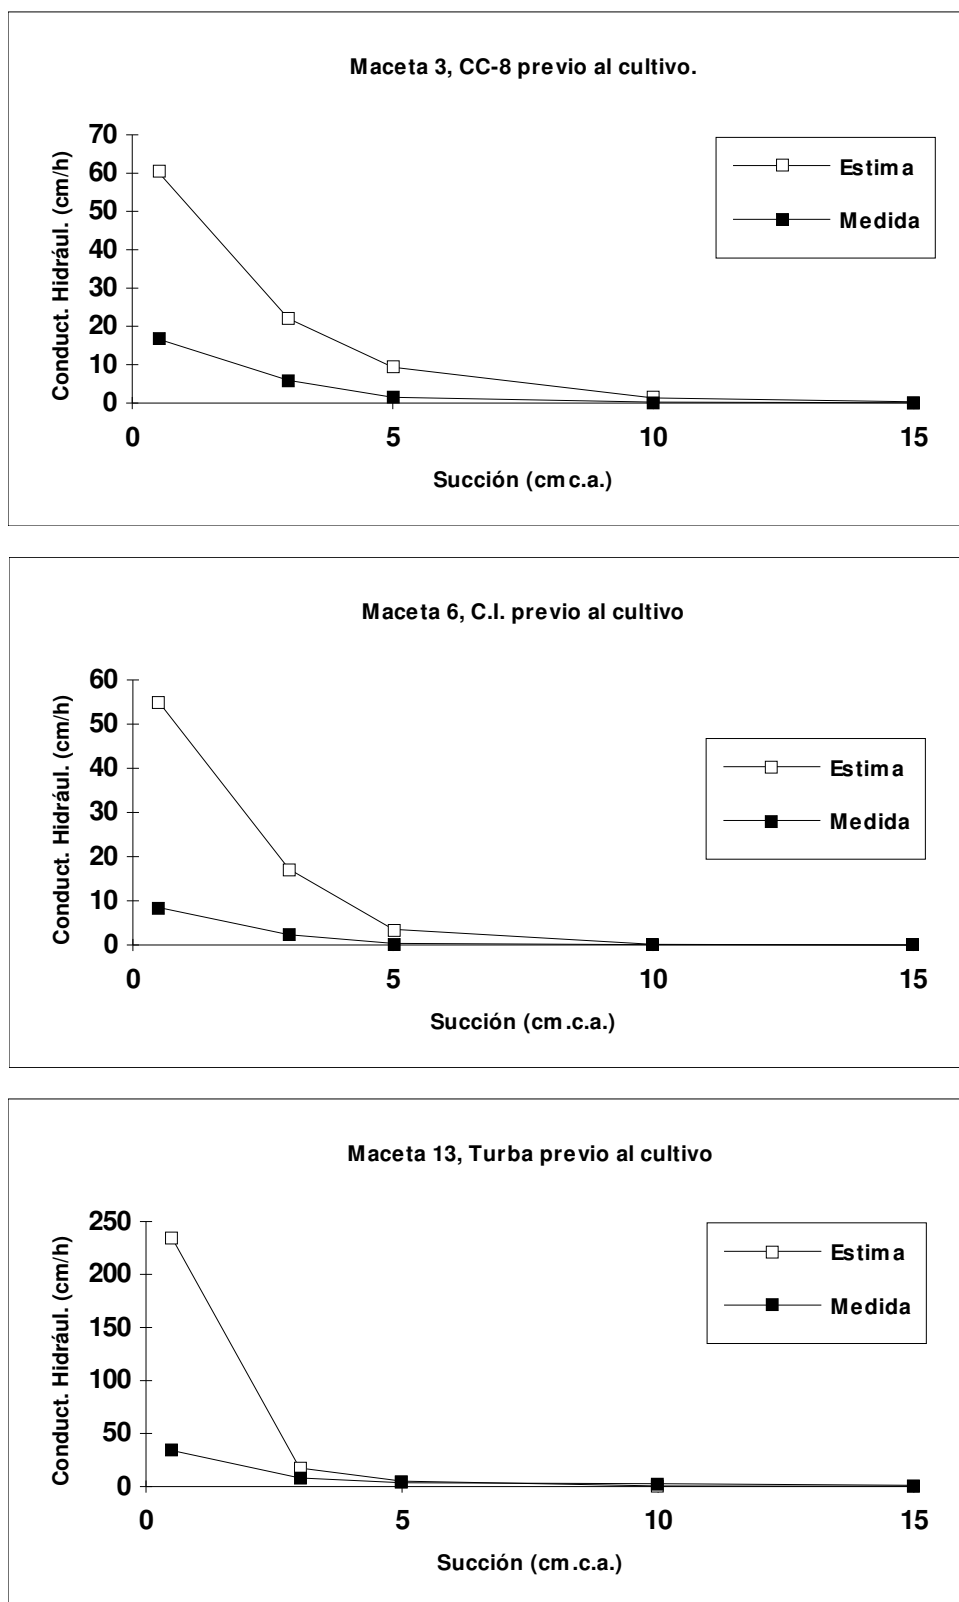 Maceta 3, CC-8 previo al cultivo.
Conduct. Hidrául. (cm/h)
70
60
50
40
30
20
10
0
0 5 10 15
Succión (cm c.a.)
Estima
Medida
Maceta 6, C.I. previo al cultivo
Conduct. Hidrául. (cm/h)
60
50
40
30
20
10
0
0 5 10 15
Succión (cm.c.a.)
Estima
Medida
Maceta 13, Turba previo al cultivo
Conduct. Hidrául. (cm/h)
250
200
150
100
50
0
0 5 10 15
Succión (cm.c.a.)
Estima
Medida